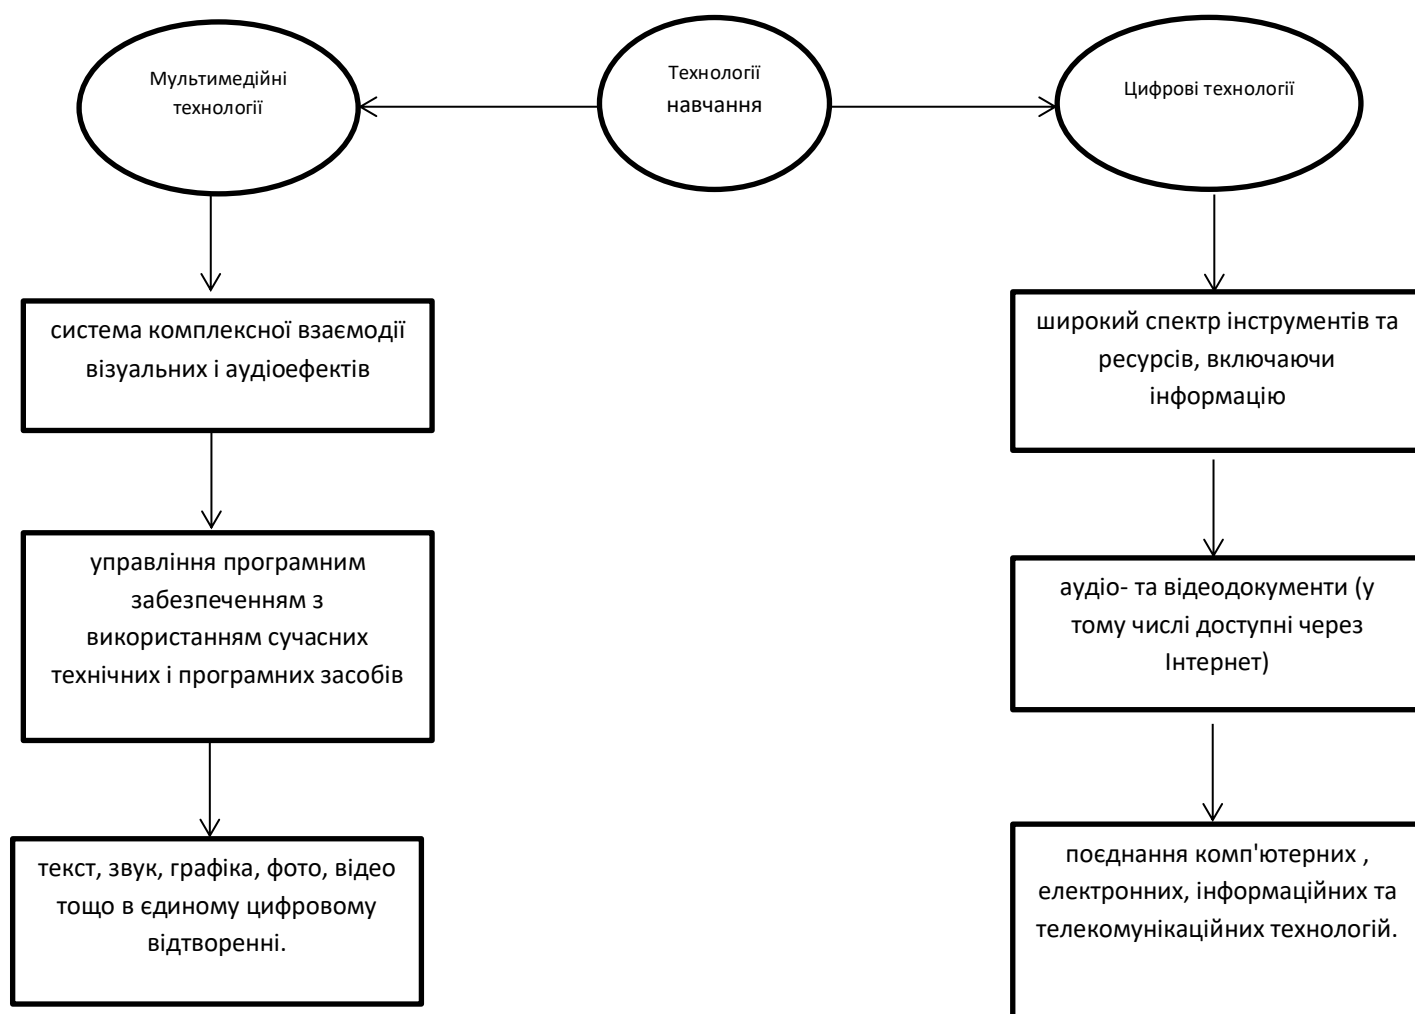 Мультимедійні
технології
Технології
навчання
Цифрові технології
система комплексної взаємодії
візуальних і аудіоефектів
широкий спектр інструментів та
ресурсів, включаючи
інформацію
управління програмним
забезпеченням з
використанням сучасних
технічних і програмних засобів
аудіо- та відеодокументи (у
тому числі доступні через
Інтернет)
текст, звук, графіка, фото, відео
тощо в єдиному цифровому
відтворенні.
поєднання комп'ютерних ,
електронних, інформаційних та
телекомунікаційних технологій.